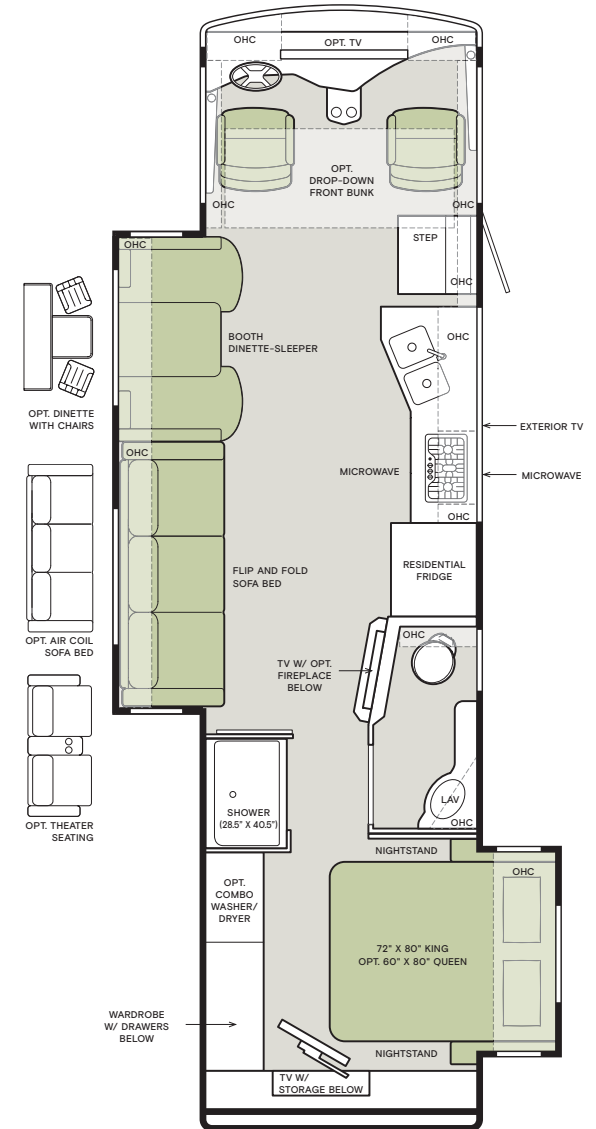 OHC
OPT. TV
OHC
OPT.
DROP-DOWN
FRONT BUNK
OHC
OHC
STEP
OHC
OHC
BOOTH
DINETTE-SLEEPER
OHC
OPT. DINETTE
WITH CHAIRS
EXTERIOR TV
OHC
MICROWAVE
MICROWAVE
OHC
RESIDENTIAL
FRIDGE
FLIP AND FOLD
SOFA BED
OPT. AIR COIL
SOFA BED
OHC
TV W/ OPT.
FIREPLACE
BELOW
LAV
OHC
SHOWER
(28.5" X 40.5")
OPT. THEATER
SEATING
NIGHTSTAND
OHC
OPT.
COMBO
WASHER/
DRYER
72" X 80" KING
OPT. 60" X 80" QUEEN
WARDROBE
W/ DRAWERS
BELOW
NIGHTSTAND
TV W/
STORAGE BELOW